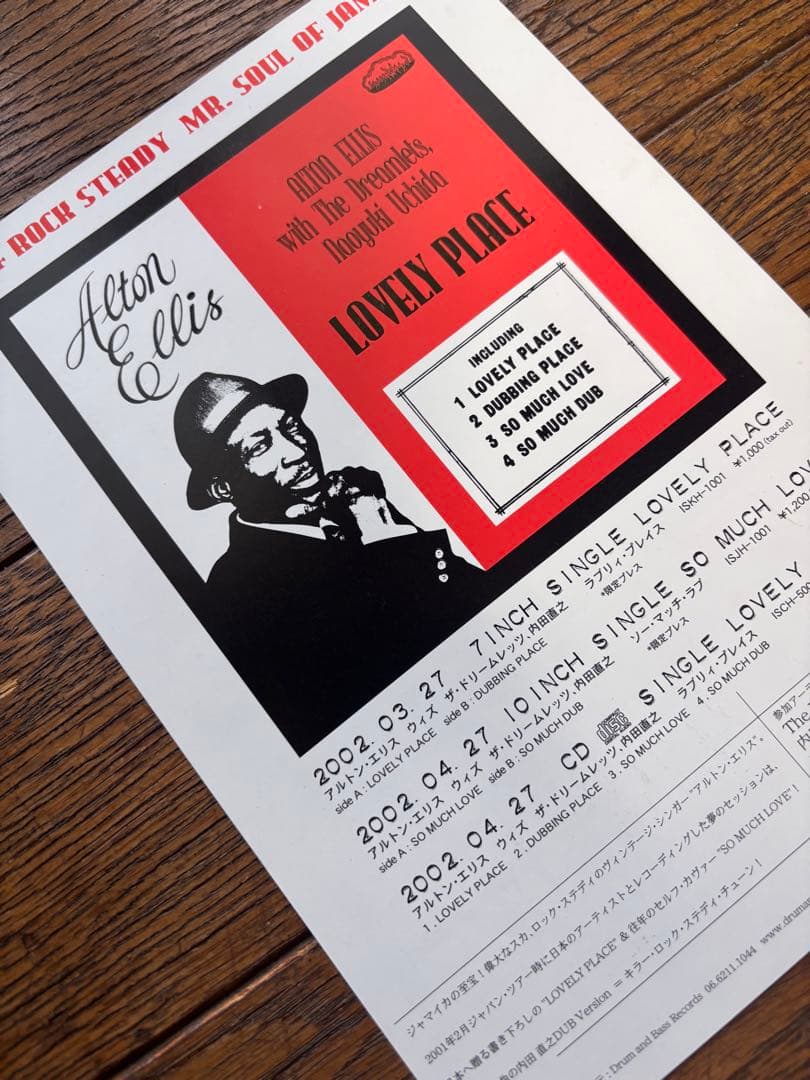 F ROCK STEADY MR. SOUL OF JAM
ALTON ELLIS
with The Dreamlets,
Naoyuki Uchida
LOVELY PLACE
Alton
Ellis
INCLUDING
1 LOVELY PLACE
2 DUBBING PLACE
3 SO MUCH LOVE
4 SO MUCH DUB
2002. 03. 27 7INCH SINGLE LOVELY PLACE
アルトン・エリス ウィズ ザ・ドリームレッツ、内田直之 ラブリィ・プレイス ISKH-1001 ¥1,000(tax out)
side A : LOVELY PLACE side B : DUBBING PLACE *限定プレス
2002. 04. 27 10INCH SINGLE SO MUCH LOV
アルトン・エリス ウィズ ザ・ドリームレッツ、内田直之 ソー・マッチ・ラブ ISJH-1001 ¥1,200
side A : SO MUCH LOVE side B : SO MUCH DUB *限定プレス
2002. 04. 27 CD disc SINGLE LOVELY
アルトン・エリス ウィズ ザ・ドリームレッツ、内田直之 ラブリィ・プレイス ISCH-500
1. LOVELY PLACE 2. DUBBING PLACE 3. SO MUCH LOVE 4. SO MUCH DUB
参加アー
The
ジャマイカの至宝！偉大なスカ、ロック・ステディのヴィンテージ・シンガー"アルトン・エリス"。
2001年2月ジャパン・ツアー時に日本のアーティストとレコーディングした夢のセッションは、
本へ贈る書き下ろしの "LOVELY PLACE" & 往年のセルフ・カヴァー "SO MUCH LOVE"！
の内田 直之DUB Version = キラー・ロック・ステディ・チューン！
: Drum and Bass Records 06.6211.1044 www.druman